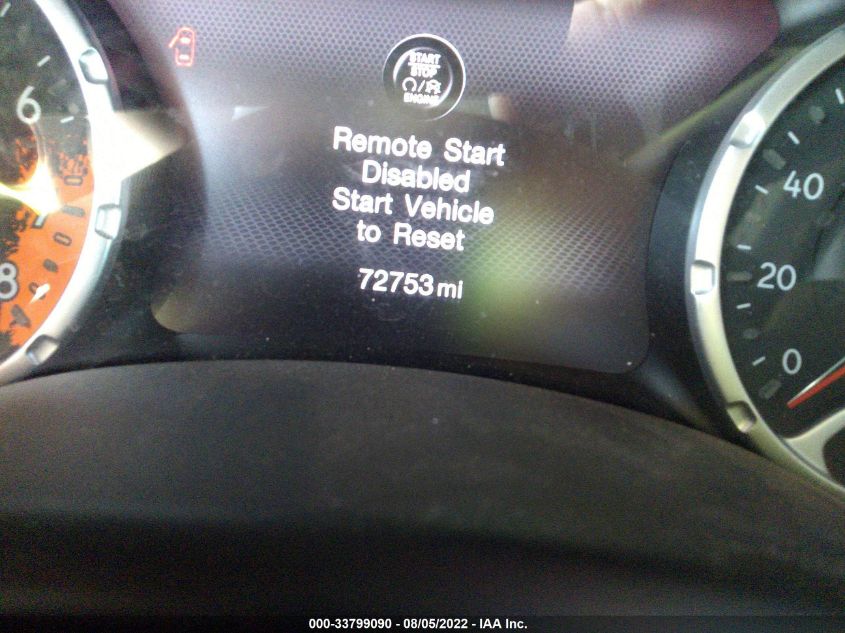 START
STOP
ENGINE
Remote Start
Disabled
Start Vehicle
to Reset
72753 mi
6
7
8
40
20
0
000-33799090 - 08/05/2022 - IAA Inc.